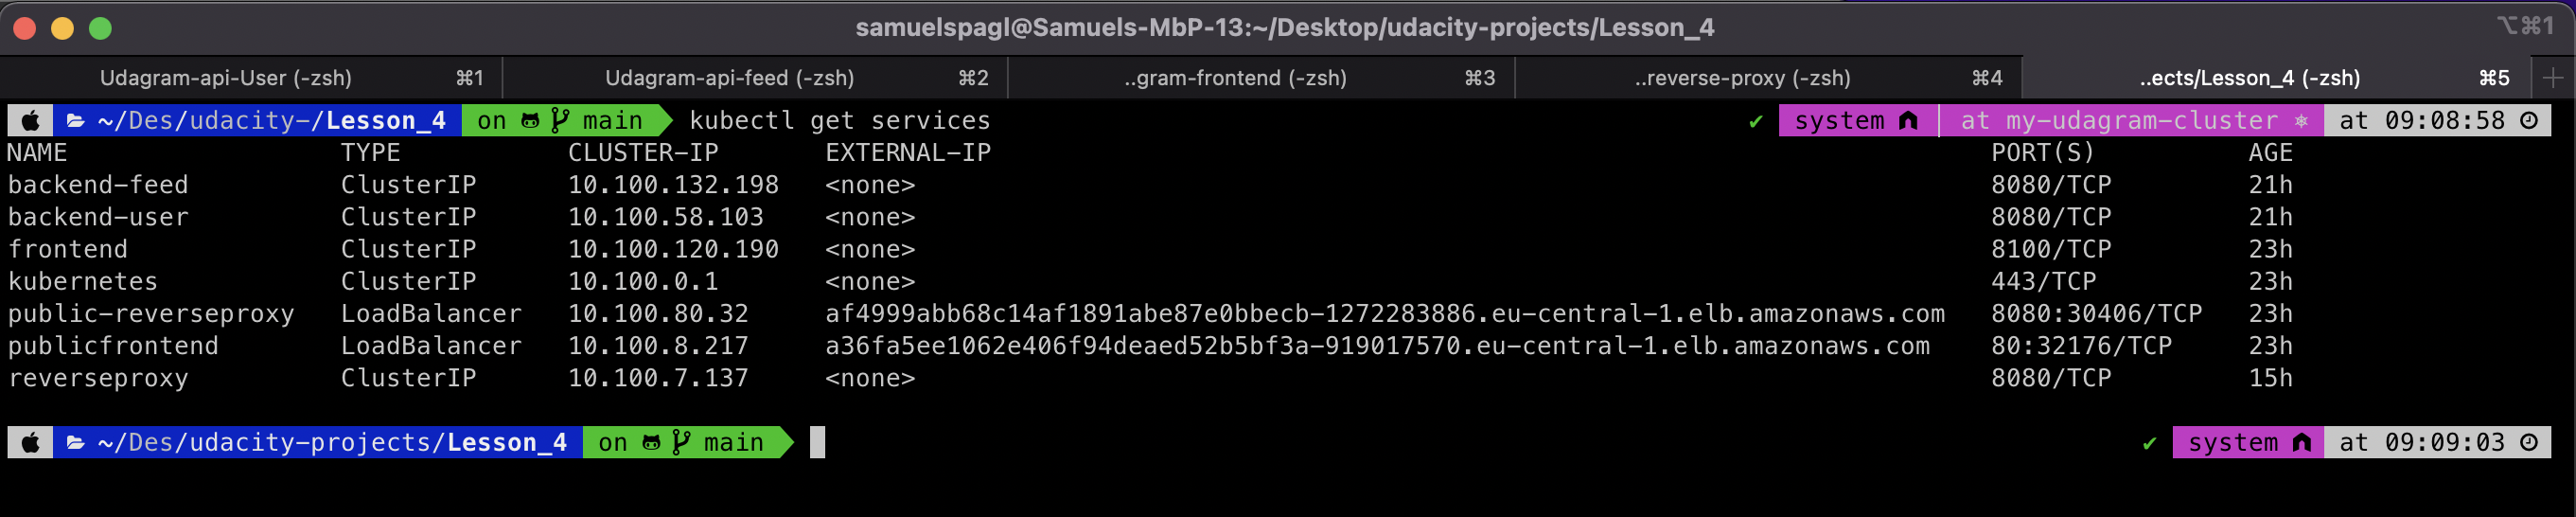 samuelspagl@Samuels-MbP-13:~/Desktop/udacity-projects/Lesson_4 ⌥⌘1
Udagram-api-User (-zsh) ⌘1 Udagram-api-feed (-zsh) ⌘2 ..gram-frontend (-zsh) ⌘3 ..reverse-proxy (-zsh) ⌘4 ..ects/Lesson_4 (-zsh) ⌘5
~/Des/udacity-/Lesson_4 on main kubectl get services ✔ system at my-udagram-cluster at 09:08:58
NAME TYPE CLUSTER-IP EXTERNAL-IP PORT(S) AGE
backend-feed ClusterIP 10.100.132.198 <none> 8080/TCP 21h
backend-user ClusterIP 10.100.58.103 <none> 8080/TCP 21h
frontend ClusterIP 10.100.120.190 <none> 8100/TCP 23h
kubernetes ClusterIP 10.100.0.1 <none> 443/TCP 23h
public-reverseproxy LoadBalancer 10.100.80.32 af4999abb68c14af1891abe87e0bbecb-1272283886.eu-central-1.elb.amazonaws.com 8080:30406/TCP 23h
publicfrontend LoadBalancer 10.100.8.217 a36fa5ee1062e406f94deaed52b5bf3a-919017570.eu-central-1.elb.amazonaws.com 80:32176/TCP 23h
reverseproxy ClusterIP 10.100.7.137 <none> 8080/TCP 15h
~/Des/udacity-projects/Lesson_4 on main ✔ system at 09:09:03